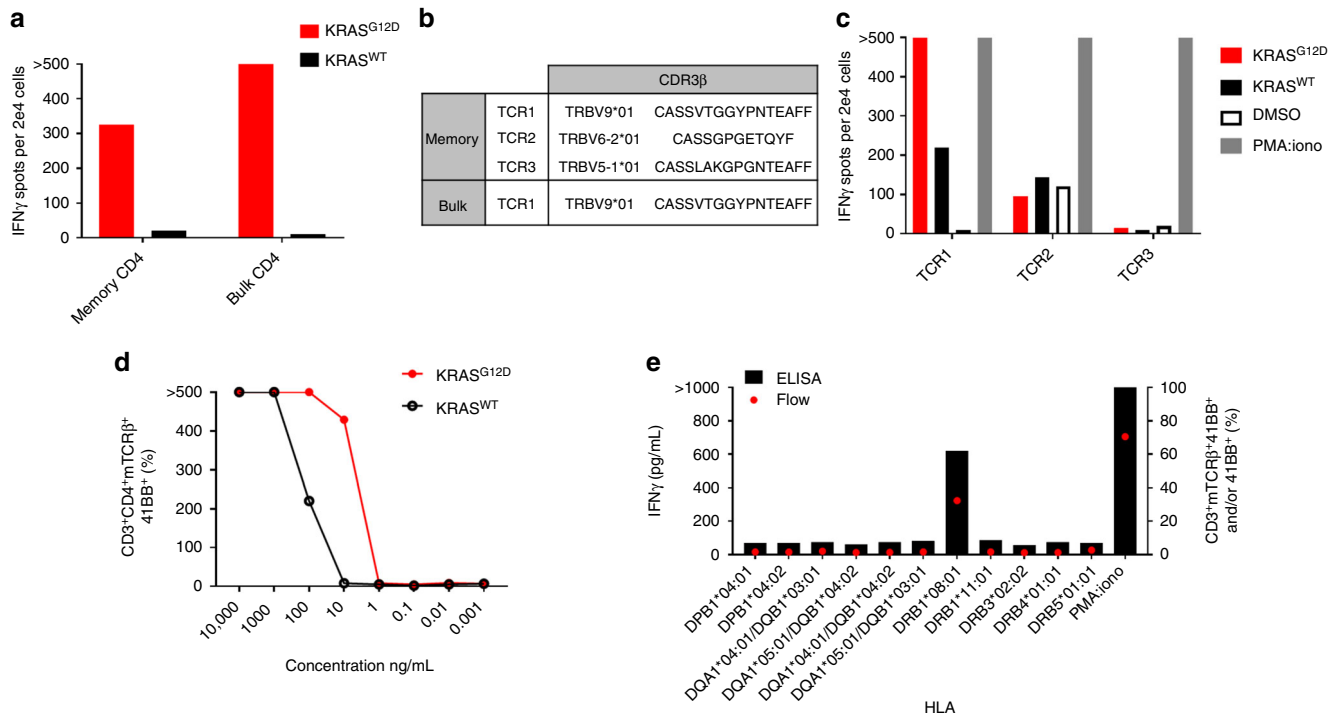 a
KRASG12D
KRASWT
IFNγ spots per 2e4 cells
>500
400
300
200
100
0
Memory CD4
Bulk CD4
b
CDR3β
Memory
TCR1 TRBV9*01 CASSVTGGYPNTEAFF
TCR2 TRBV6-2*01 CASSGPGETQYF
TCR3 TRBV5-1*01 CASSLAKGPGNTEAFF
Bulk TCR1 TRBV9*01 CASSVTGGYPNTEAFF
c
IFNγ spots per 2e4 cells
>500
400
300
200
100
0
TCR1
TCR2
TCR3
KRASG12D
KRASWT
DMSO
PMA:iono
d
KRASG12D
KRASWT
CD3+CD4+mTCRβ+
41BB+ (%)
>500
400
300
200
100
0
10,000
1000
100
10
1
0.1
0.01
0.001
Concentration ng/mL
e
ELISA
Flow
IFNγ (pg/mL)
>1000
800
600
400
200
0
100
80
60
40
20
0
CD3+mTCRβ+41BB+
and/or 41BB+ (%)
DPB1*04:01
DPB1*04:02
DQA1*04:01/DQB1*03:01
DQA1*05:01/DQB1*04:02
DQA1*04:01/DQB1*04:02
DQA1*05:01/DQB1*03:01
DRB1*08:01
DRB1*11:01
DRB3*02:02
DRB4*01:01
DRB5*01:01
PMA:iono
HLA